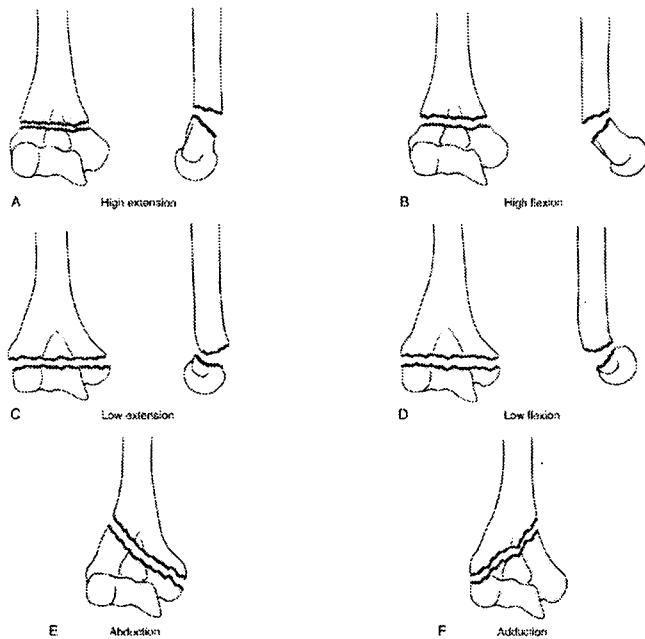 A High extension
B High flexion
C Low extension
D Low flexion
E Abduction
F Adduction